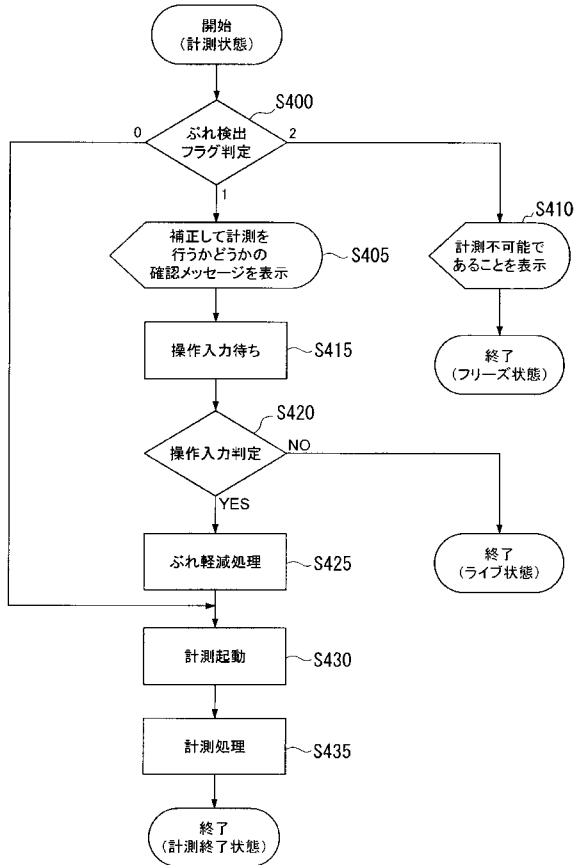 開始
(計測状態)
S400
0
ぶれ検出
フラグ判定
2
1
S410
補正して計測を
行うかどうかの
確認メッセージを表示
S405
計測不可能で
あることを表示
操作入力待ち
S415
終了
(フリーズ状態)
S420
操作入力判定
NO
YES
ぶれ軽減処理
S425
終了
(ライブ状態)
計測起動
S430
計測処理
S435
終了
(計測終了状態)